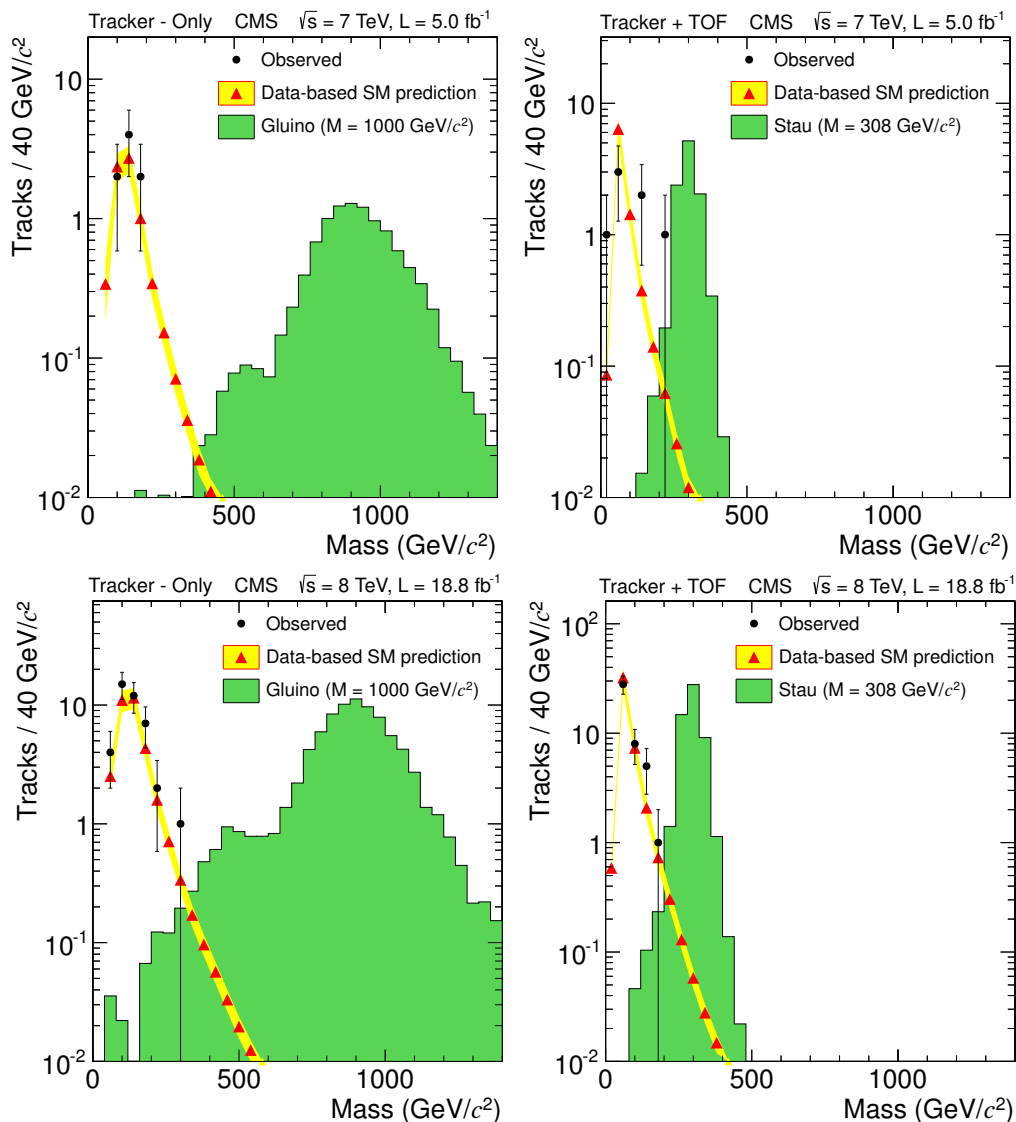 Tracker - Only CMS √s = 7 TeV, L = 5.0 fb⁻¹
Tracks / 40 GeV/c²
Observed
Data-based SM prediction
Gluino (M = 1000 GeV/c²)
10
1
10⁻¹
10⁻²
0 500 1000
Mass (GeV/c²)
Tracker + TOF CMS √s = 7 TeV, L = 5.0 fb⁻¹
Tracks / 40 GeV/c²
Observed
Data-based SM prediction
Stau (M = 308 GeV/c²)
10
1
10⁻¹
10⁻²
0 500 1000
Mass (GeV/c²)
Tracker - Only CMS √s = 8 TeV, L = 18.8 fb⁻¹
Tracks / 40 GeV/c²
Observed
Data-based SM prediction
Gluino (M = 1000 GeV/c²)
10
1
10⁻¹
10⁻²
0 500 1000
Mass (GeV/c²)
Tracker + TOF CMS √s = 8 TeV, L = 18.8 fb⁻¹
Tracks / 40 GeV/c²
Observed
Data-based SM prediction
Stau (M = 308 GeV/c²)
10²
10
1
10⁻¹
10⁻²
0 500 1000
Mass (GeV/c²)